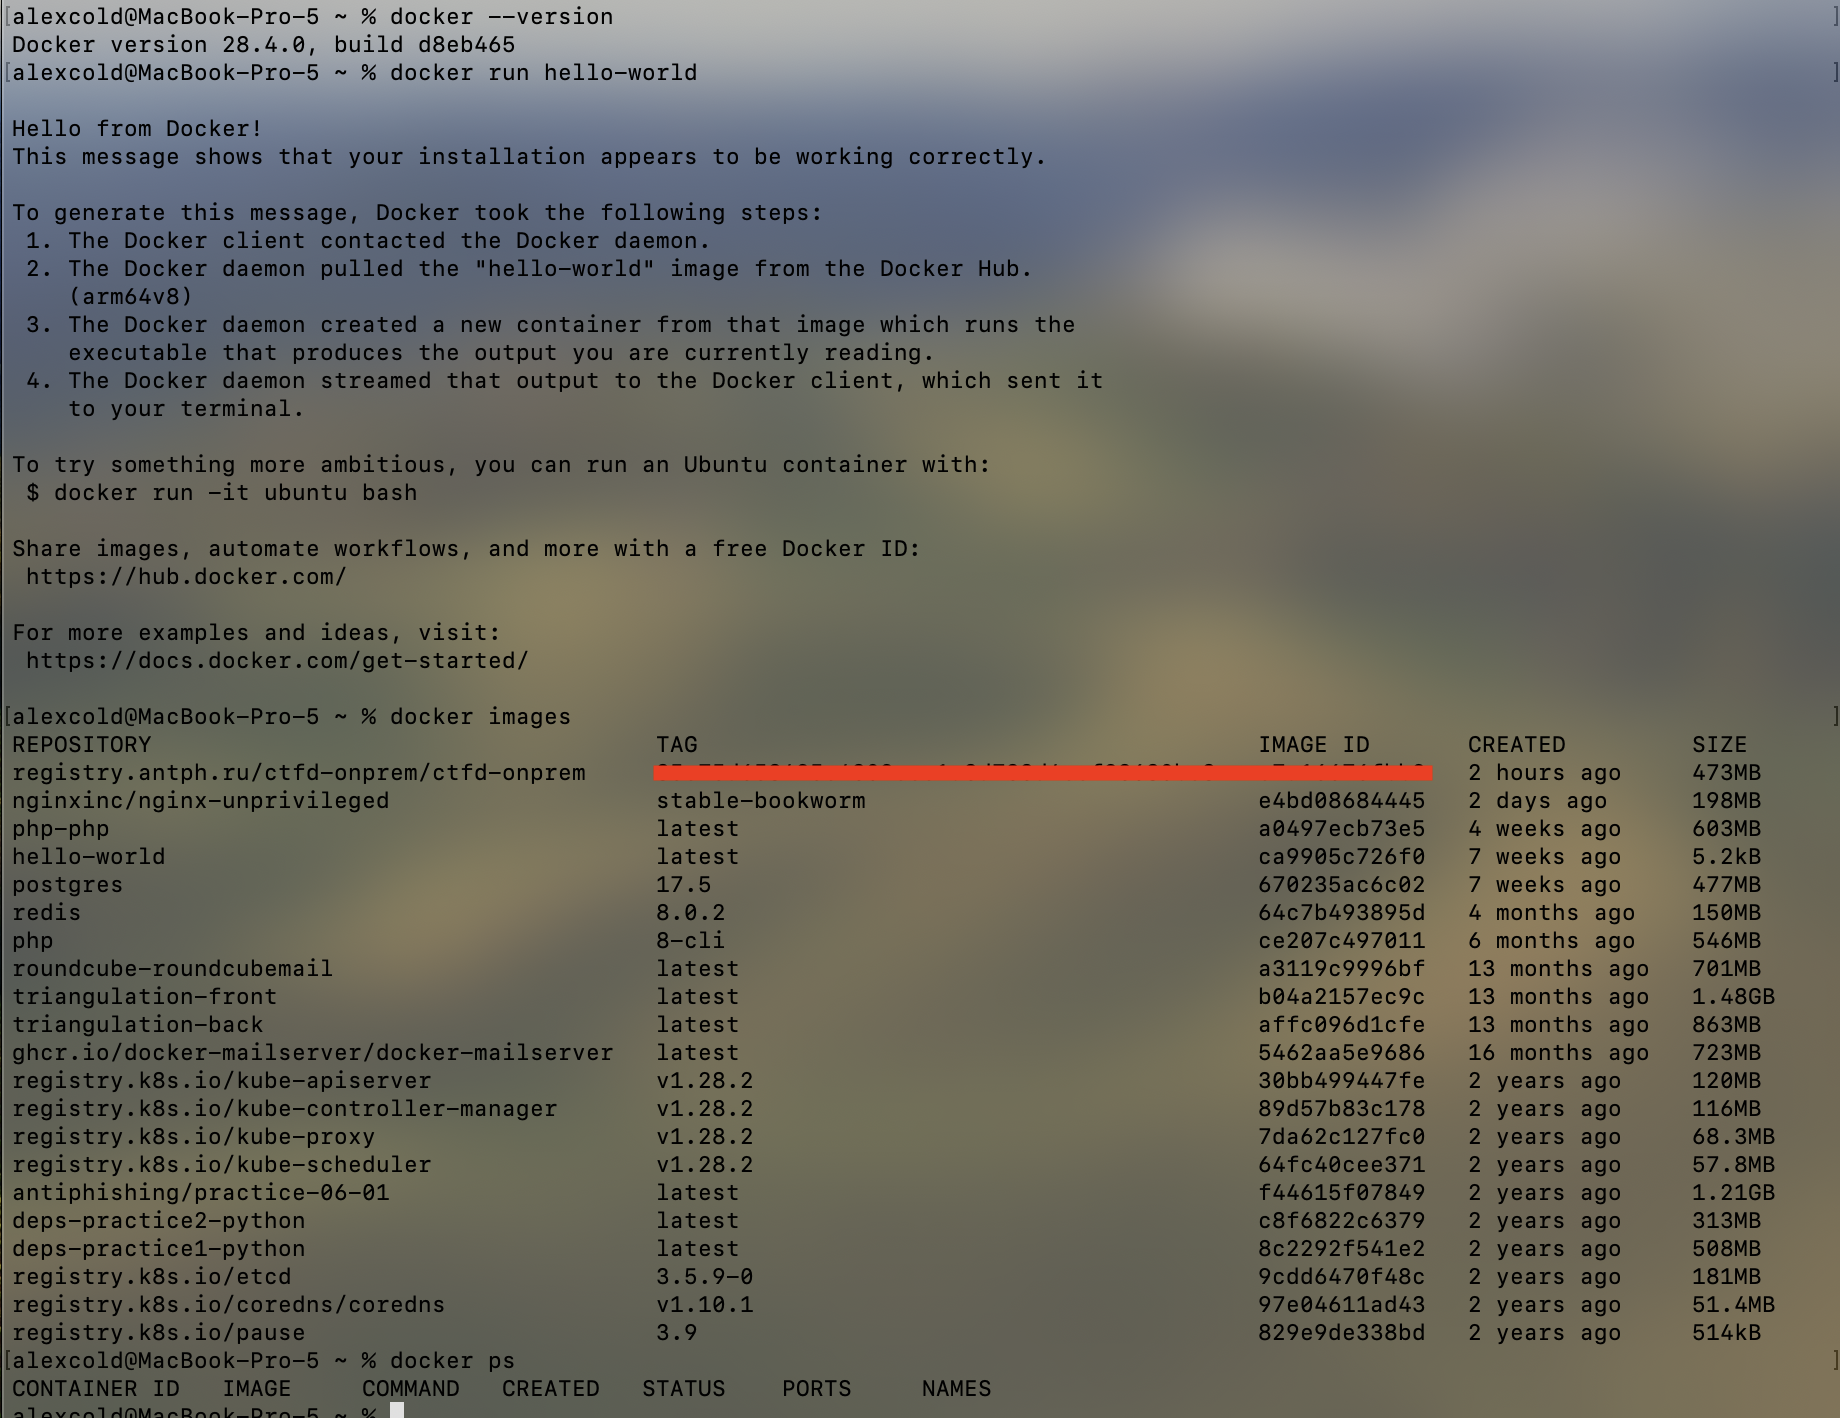 [alexcold@MacBook-Pro-5 ~ % docker --version ]
Docker version 28.4.0, build d8eb465
[alexcold@MacBook-Pro-5 ~ % docker run hello-world ]
Hello from Docker!
This message shows that your installation appears to be working correctly.
To generate this message, Docker took the following steps:
1. The Docker client contacted the Docker daemon.
2. The Docker daemon pulled the "hello-world" image from the Docker Hub.
(arm64v8)
3. The Docker daemon created a new container from that image which runs the
executable that produces the output you are currently reading.
4. The Docker daemon streamed that output to the Docker client, which sent it
to your terminal.
To try something more ambitious, you can run an Ubuntu container with:
$ docker run -it ubuntu bash
Share images, automate workflows, and more with a free Docker ID:
https://hub.docker.com/
For more examples and ideas, visit:
https://docs.docker.com/get-started/
[alexcold@MacBook-Pro-5 ~ % docker images ]
REPOSITORY TAG IMAGE ID CREATED SIZE
registry.antph.ru/ctfd-onprem/ctfd-onprem 2 hours ago 473MB
nginxinc/nginx-unprivileged stable-bookworm e4bd08684445 2 days ago 198MB
php-php latest a0497ecb73e5 4 weeks ago 603MB
hello-world latest ca9905c726f0 7 weeks ago 5.2kB
postgres 17.5 670235ac6c02 7 weeks ago 477MB
redis 8.0.2 64c7b493895d 4 months ago 150MB
php 8-cli ce207c497011 6 months ago 546MB
roundcube-roundcubemail latest a3119c9996bf 13 months ago 701MB
triangulation-front latest b04a2157ec9c 13 months ago 1.48GB
triangulation-back latest affc096d1cfe 13 months ago 863MB
ghcr.io/docker-mailserver/docker-mailserver latest 5462aa5e9686 16 months ago 723MB
registry.k8s.io/kube-apiserver v1.28.2 30bb499447fe 2 years ago 120MB
registry.k8s.io/kube-controller-manager v1.28.2 89d57b83c178 2 years ago 116MB
registry.k8s.io/kube-proxy v1.28.2 7da62c127fc0 2 years ago 68.3MB
registry.k8s.io/kube-scheduler v1.28.2 64fc40cee371 2 years ago 57.8MB
antiphishing/practice-06-01 latest f44615f07849 2 years ago 1.21GB
deps-practice2-python latest c8f6822c6379 2 years ago 313MB
deps-practice1-python latest 8c2292f541e2 2 years ago 508MB
registry.k8s.io/etcd 3.5.9-0 9cdd6470f48c 2 years ago 181MB
registry.k8s.io/coredns/coredns v1.10.1 97e04611ad43 2 years ago 51.4MB
registry.k8s.io/pause 3.9 829e9de338bd 2 years ago 514kB
[alexcold@MacBook-Pro-5 ~ % docker ps ]
CONTAINER ID IMAGE COMMAND CREATED STATUS PORTS NAMES
alexcold@MacBook-Pro-5 ~ %